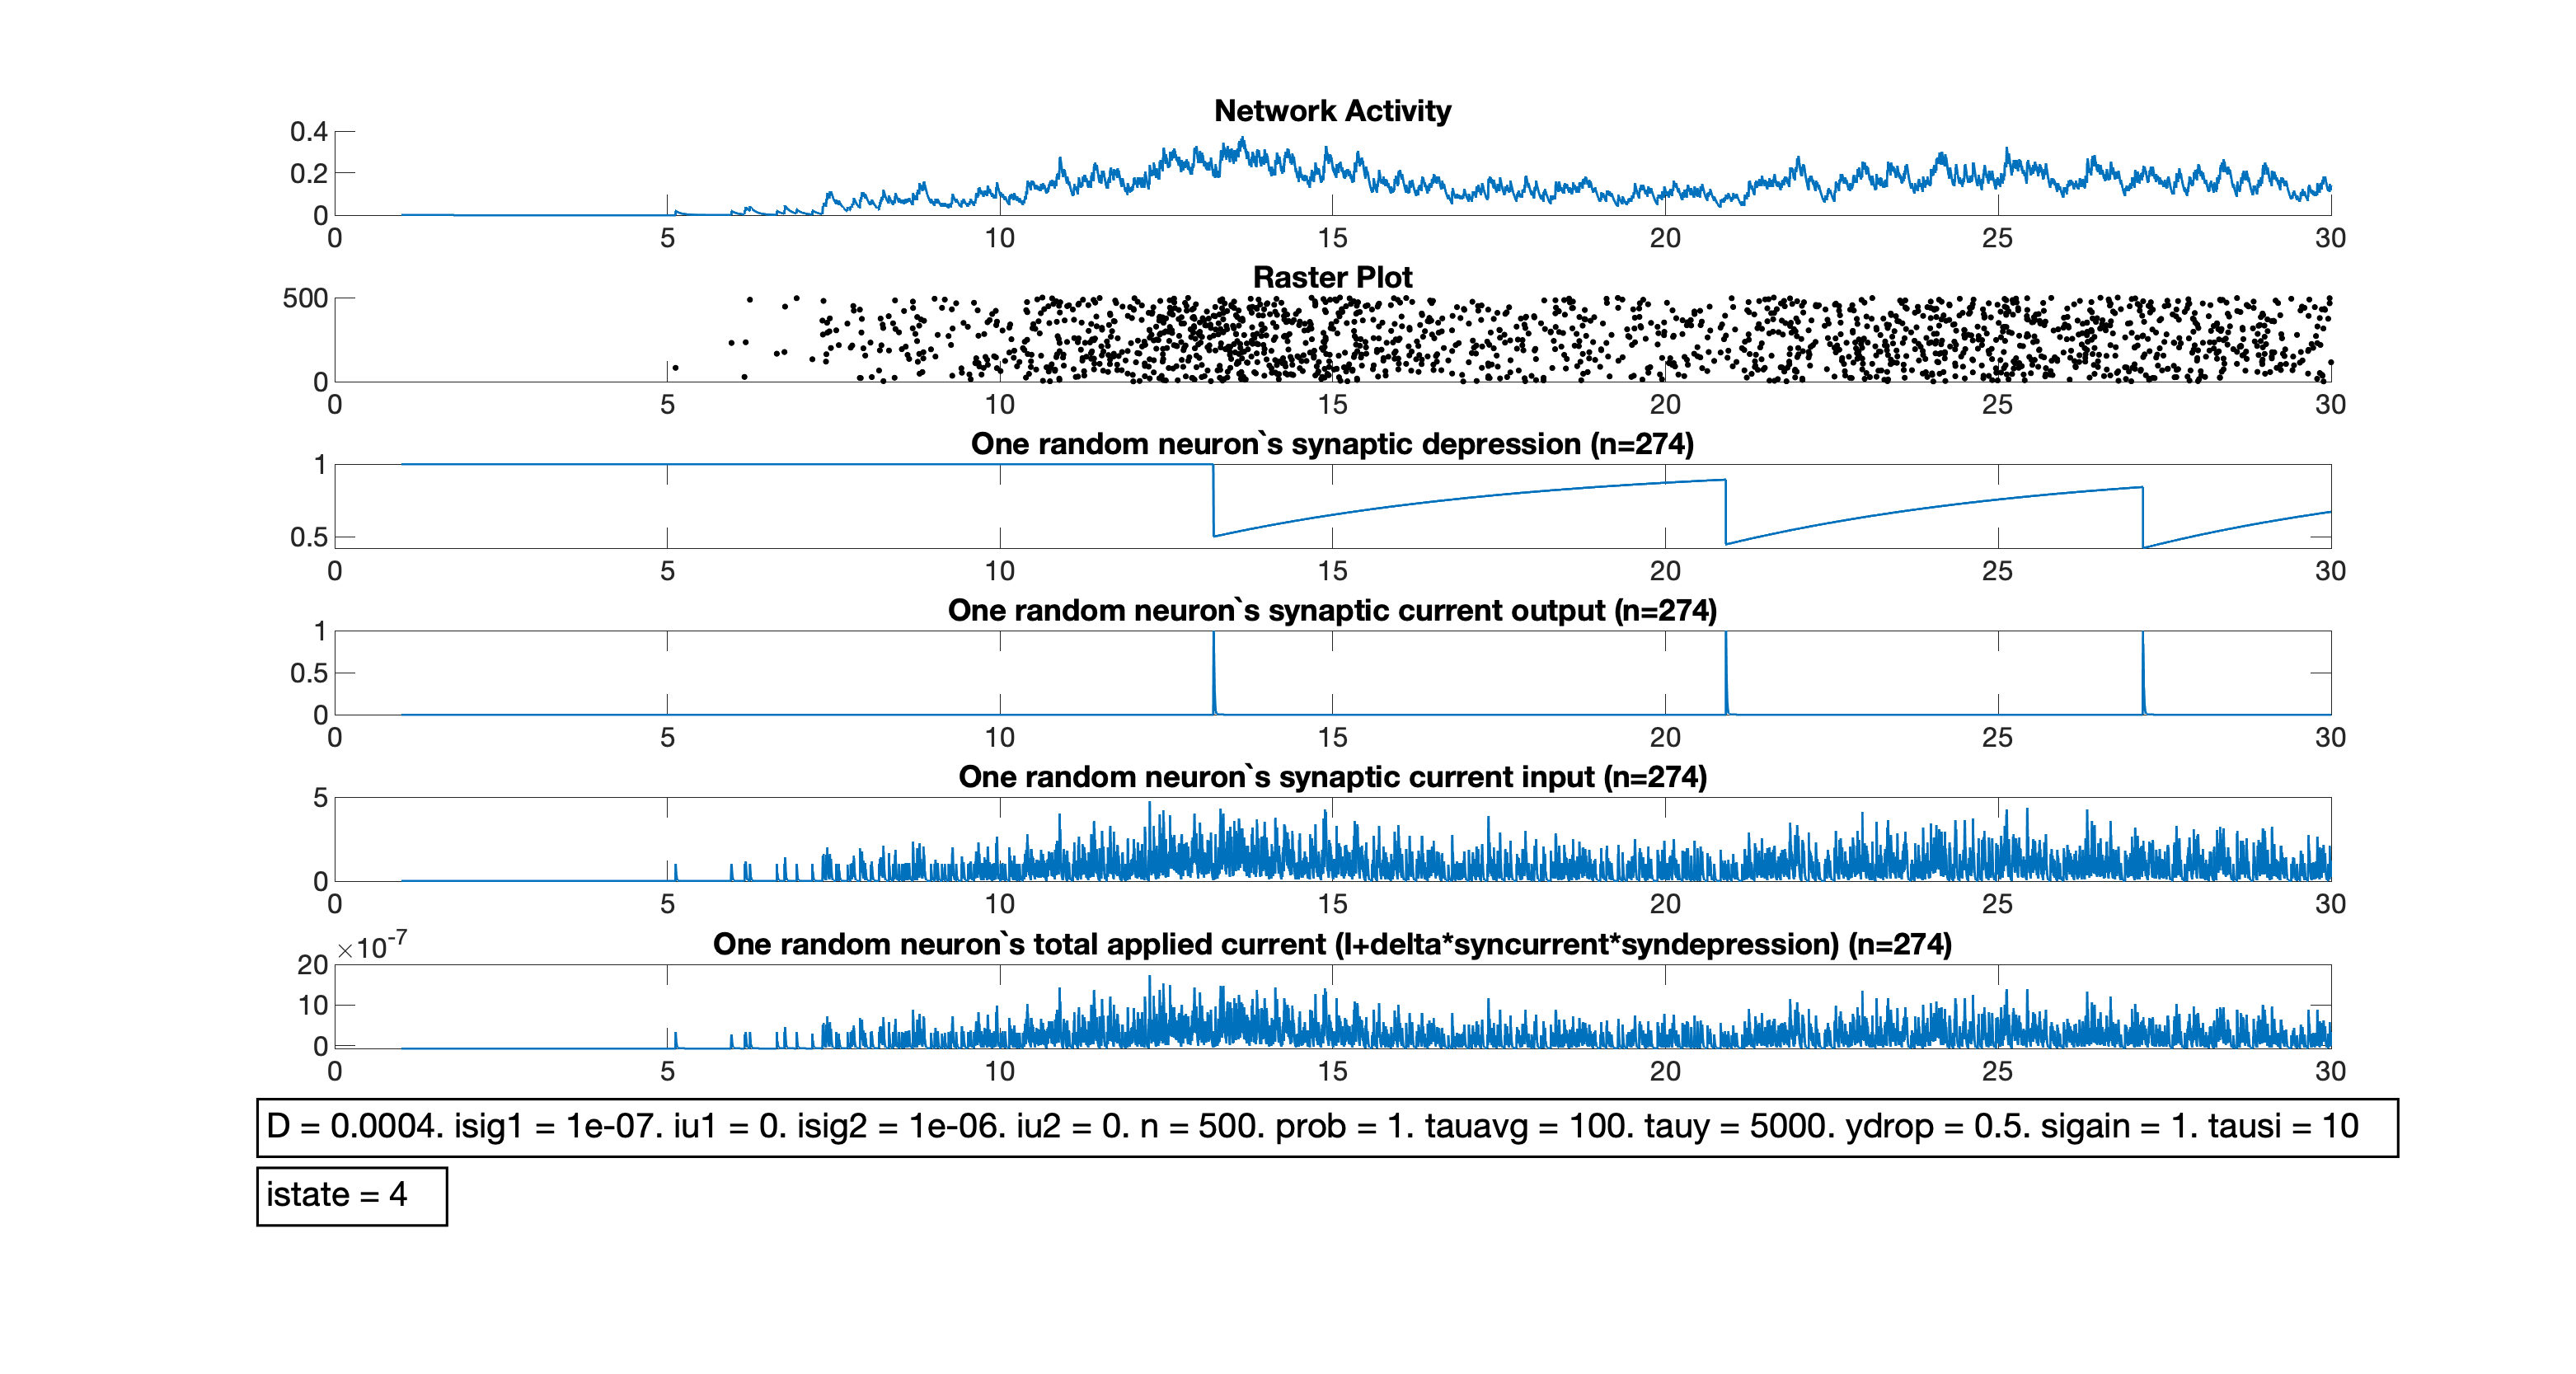 Network Activity
0.4
0.2
0
0 5 10 15 20 25 30
Raster Plot
500
0
0 5 10 15 20 25 30
One random neuron`s synaptic depression (n=274)
1
0.5
0 5 10 15 20 25 30
One random neuron`s synaptic current output (n=274)
1
0.5
0
0 5 10 15 20 25 30
One random neuron`s synaptic current input (n=274)
5
0
0 5 10 15 20 25 30
×10-7
One random neuron`s total applied current (I+delta*syncurrent*syndepression) (n=274)
20
10
0
0 5 10 15 20 25 30
D = 0.0004. isig1 = 1e-07. iu1 = 0. isig2 = 1e-06. iu2 = 0. n = 500. prob = 1. tauavg = 100. tauy = 5000. ydrop = 0.5. sigain = 1. tausi = 10
istate = 4